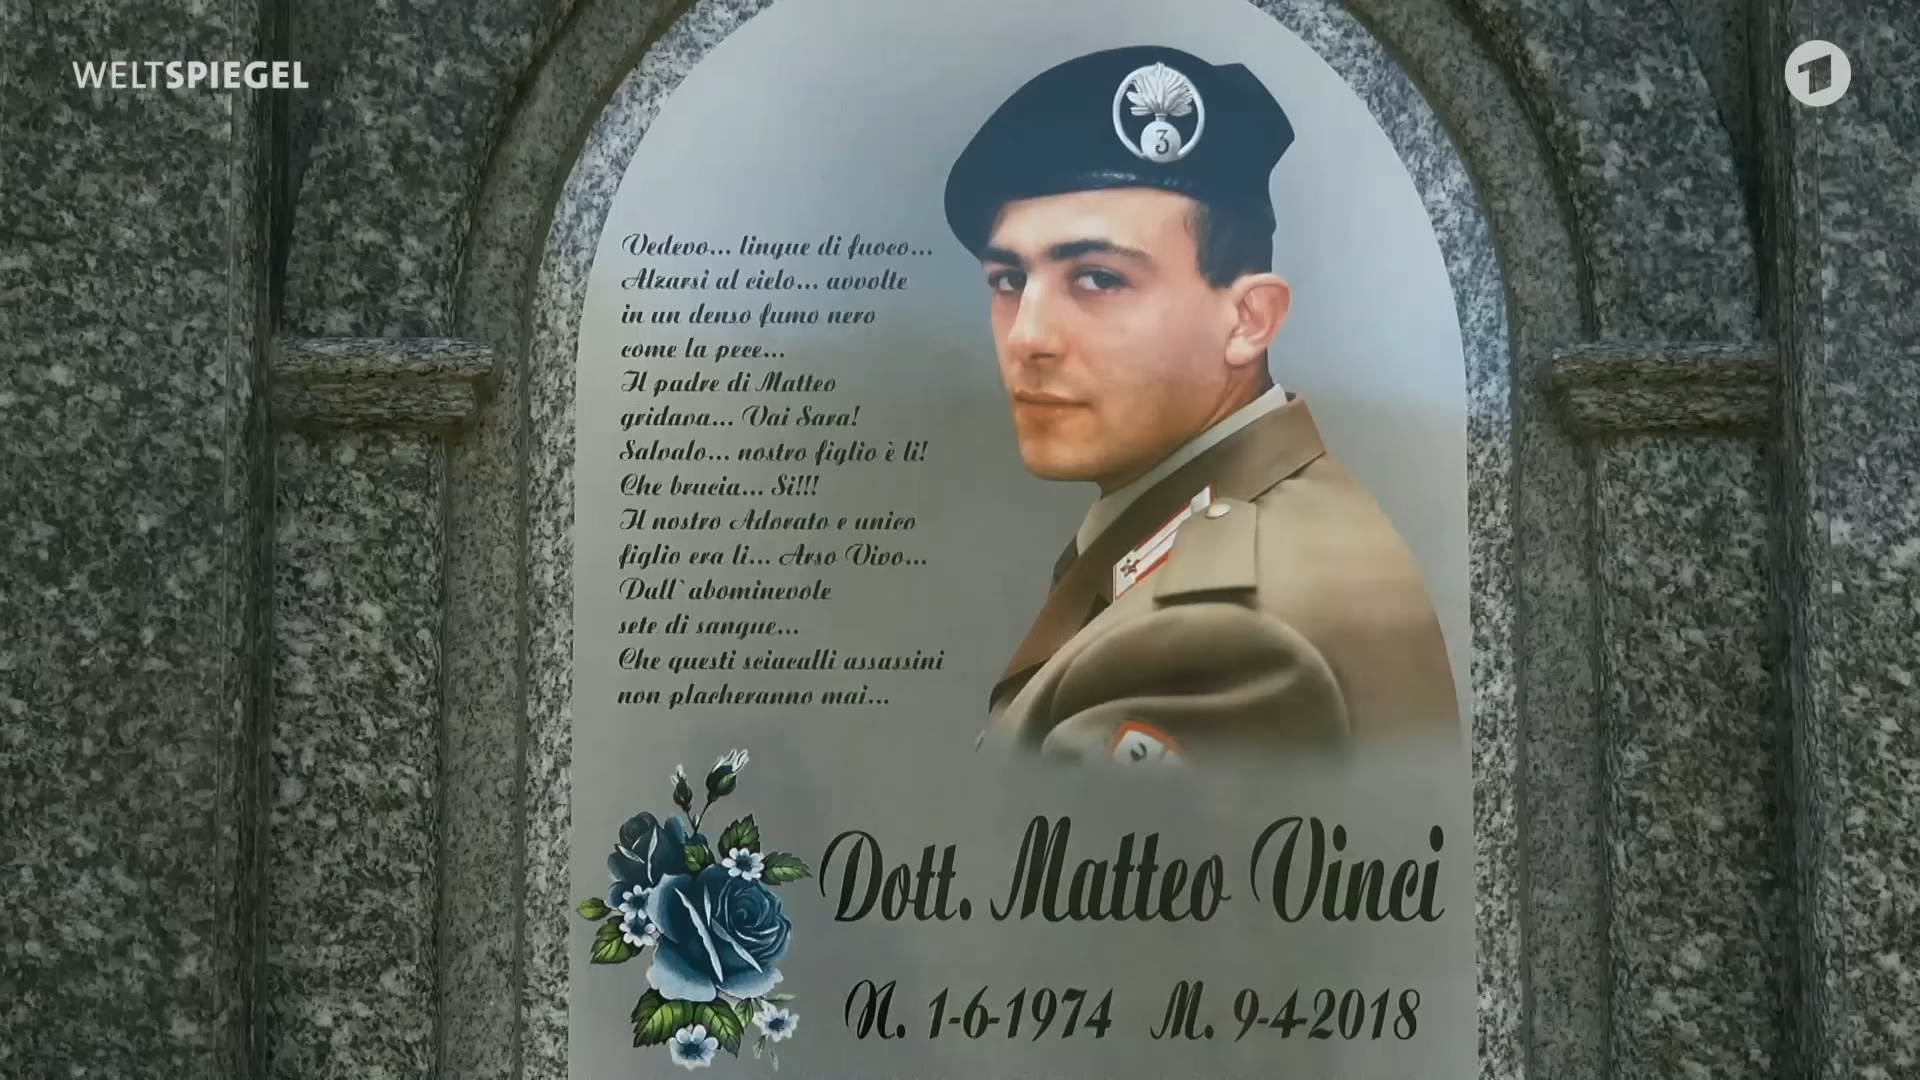 WELTSPIEGEL
1
3
Vedevo... lingue di fuoco...
Alzarsi al cielo... avvolte
in un denso fumo nero
come la pece...
Il padre di Matteo
gridava... Vai Sara!
Salvalo... nostro figlio è li!
Che brucia... Si!!!
Il nostro Adorato e unico
figlio era li... Arso Vivo...
Dall`abominevole
sete di sangue...
Che questi sciacalli assassini
non placheranno mai...
Dott. Matteo Vinci
N. 1-6-1974 M. 9-4-2018